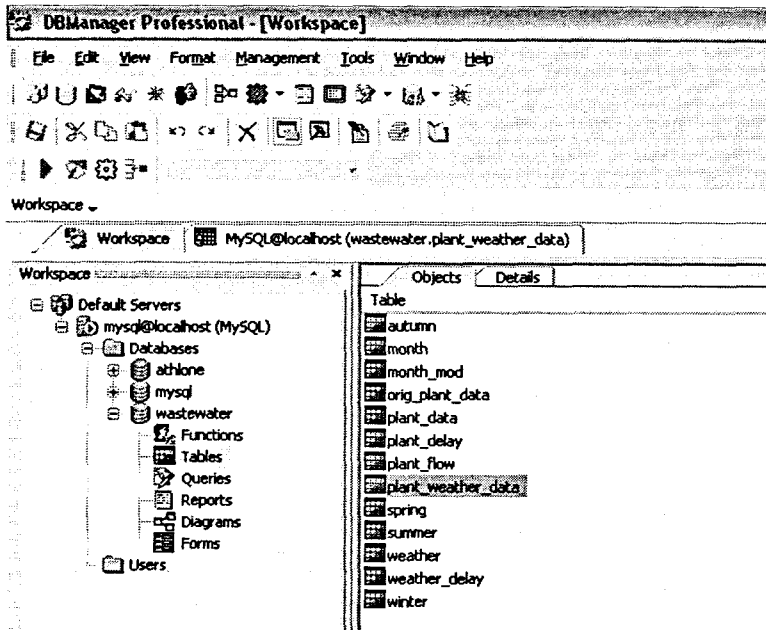 DBManager Professional - [Workspace]
File Edit View Format Management Tools Window Help
Workspace
Workspace MySQL@localhost (wastewater.plant_weather_data)
Workspace
Default Servers
mysql@localhost (MySQL)
Databases
athlone
mysql
wastewater
Functions
Tables
Queries
Reports
Diagrams
Forms
Users
Objects Details
Table
autumn
month
month_mod
orig_plant_data
plant_data
plant_delay
plant_flow
plant_weather_data
spring
summer
weather
weather_delay
winter